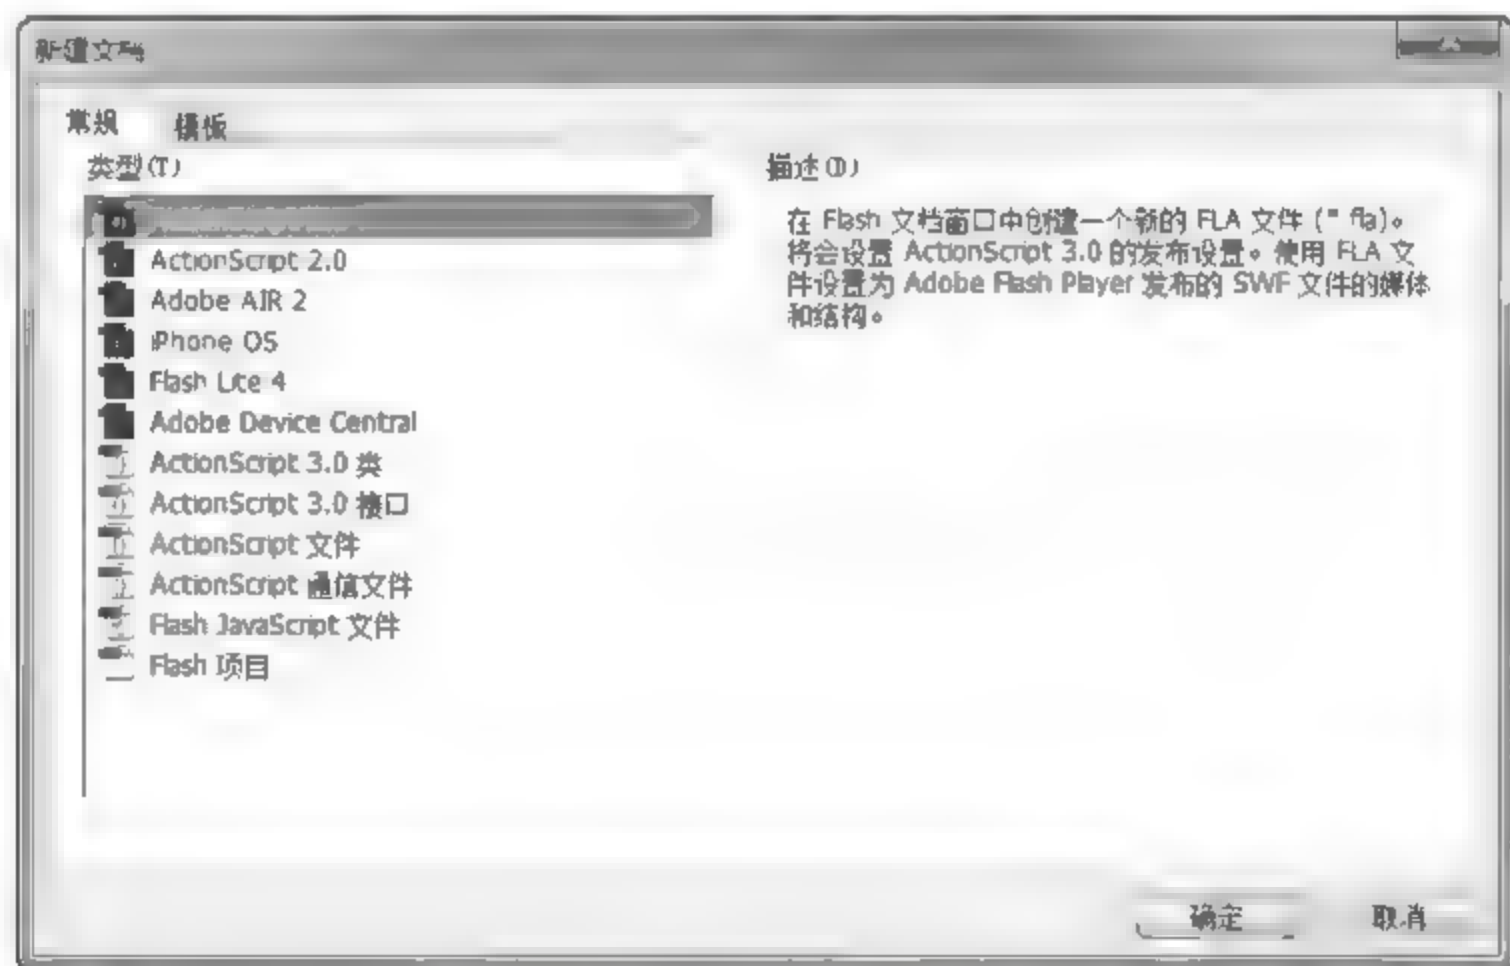 新建文档
常规 模板
类型(T)
ActionScript 2.0
Adobe AIR 2
iPhone OS
Flash Lite 4
Adobe Device Central
ActionScript 3.0 类
ActionScript 3.0 接口
ActionScript 文件
ActionScript 通信文件
Flash JavaScript 文件
Flash 项目
描述(D)
在 Flash 文档窗口中创建一个新的 FLA 文件 (*.fla)。
将会设置 ActionScript 3.0 的发布设置。使用 FLA 文
件设置为 Adobe Flash Player 发布的 SWF 文件的媒体
和结构。
确定 取消